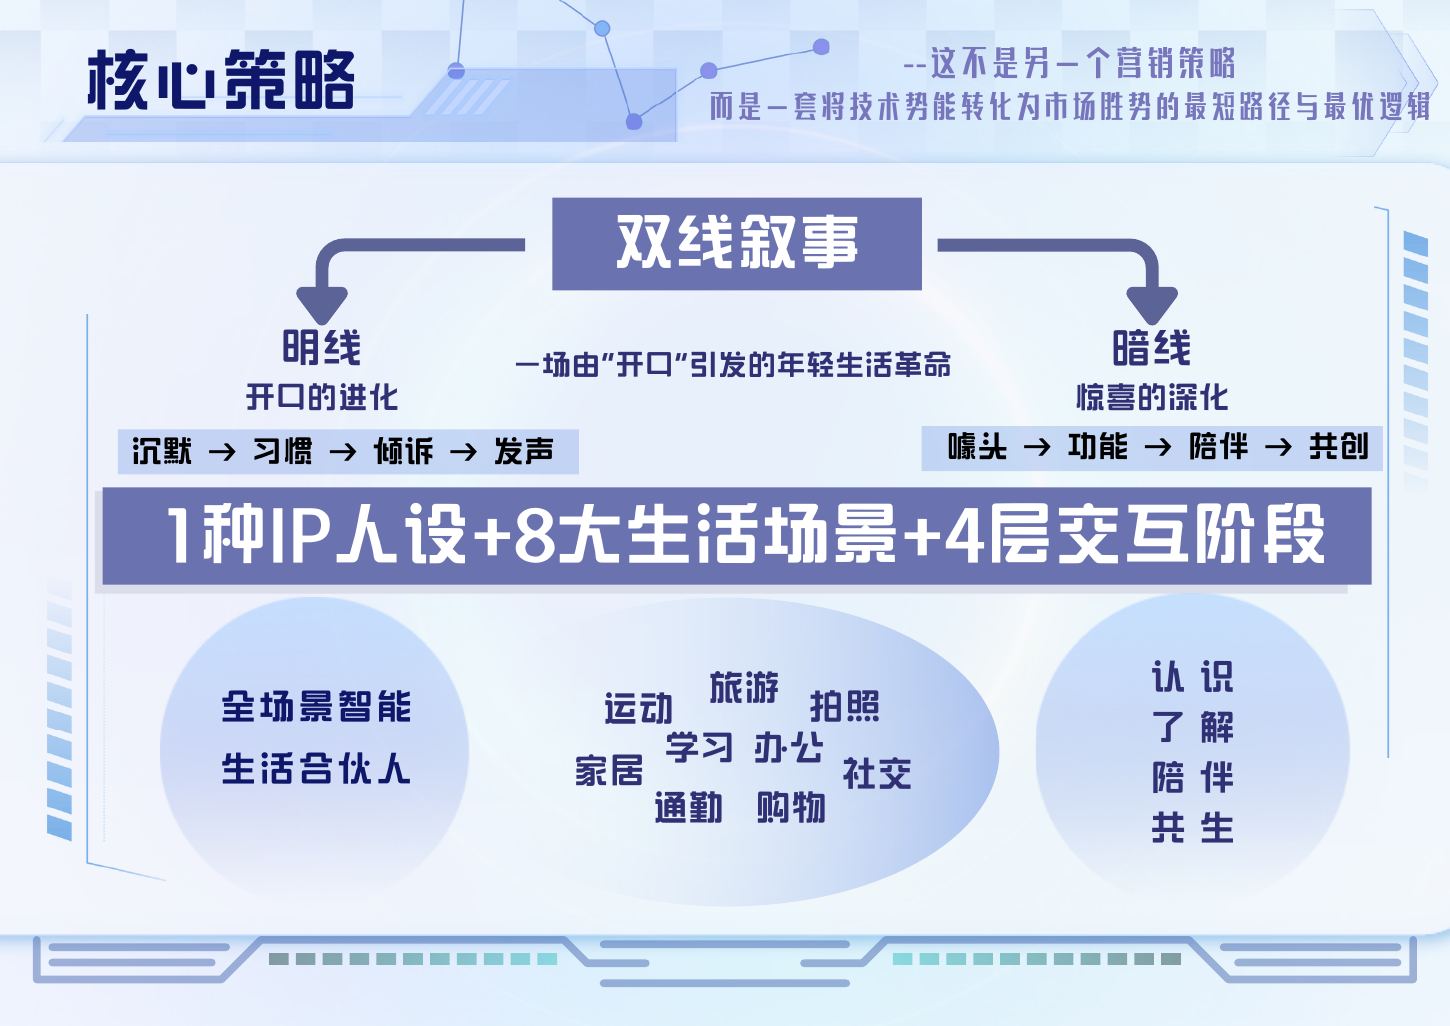 核心策略
--这不是另一个营销策略
而是一套将技术势能转化为市场胜势的最短路径与最优逻辑
双线叙事
明线
开口的进化
一场由"开口"引发的年轻生活革命
暗线
惊喜的深化
沉默 → 习惯 → 倾诉 → 发声
噱头 → 功能 → 陪伴 → 共创
1种IP人设+8大生活场景+4层交互阶段
全场景智能
生活合伙人
旅游
运动
拍照
学习 办公
家居
社交
通勤 购物
认 识
了 解
陪 伴
共 生